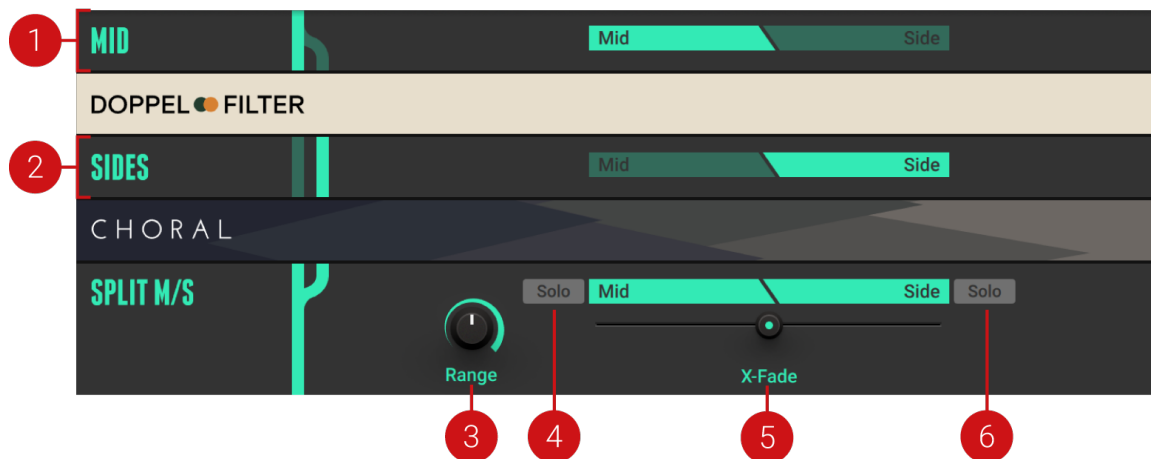 1 MID Mid Side
DOPPEL FILTER
2 SIDES Mid Side
CHORAL
SPLIT M/S Solo Mid Side Solo
Range X-Fade
3 4 5 6